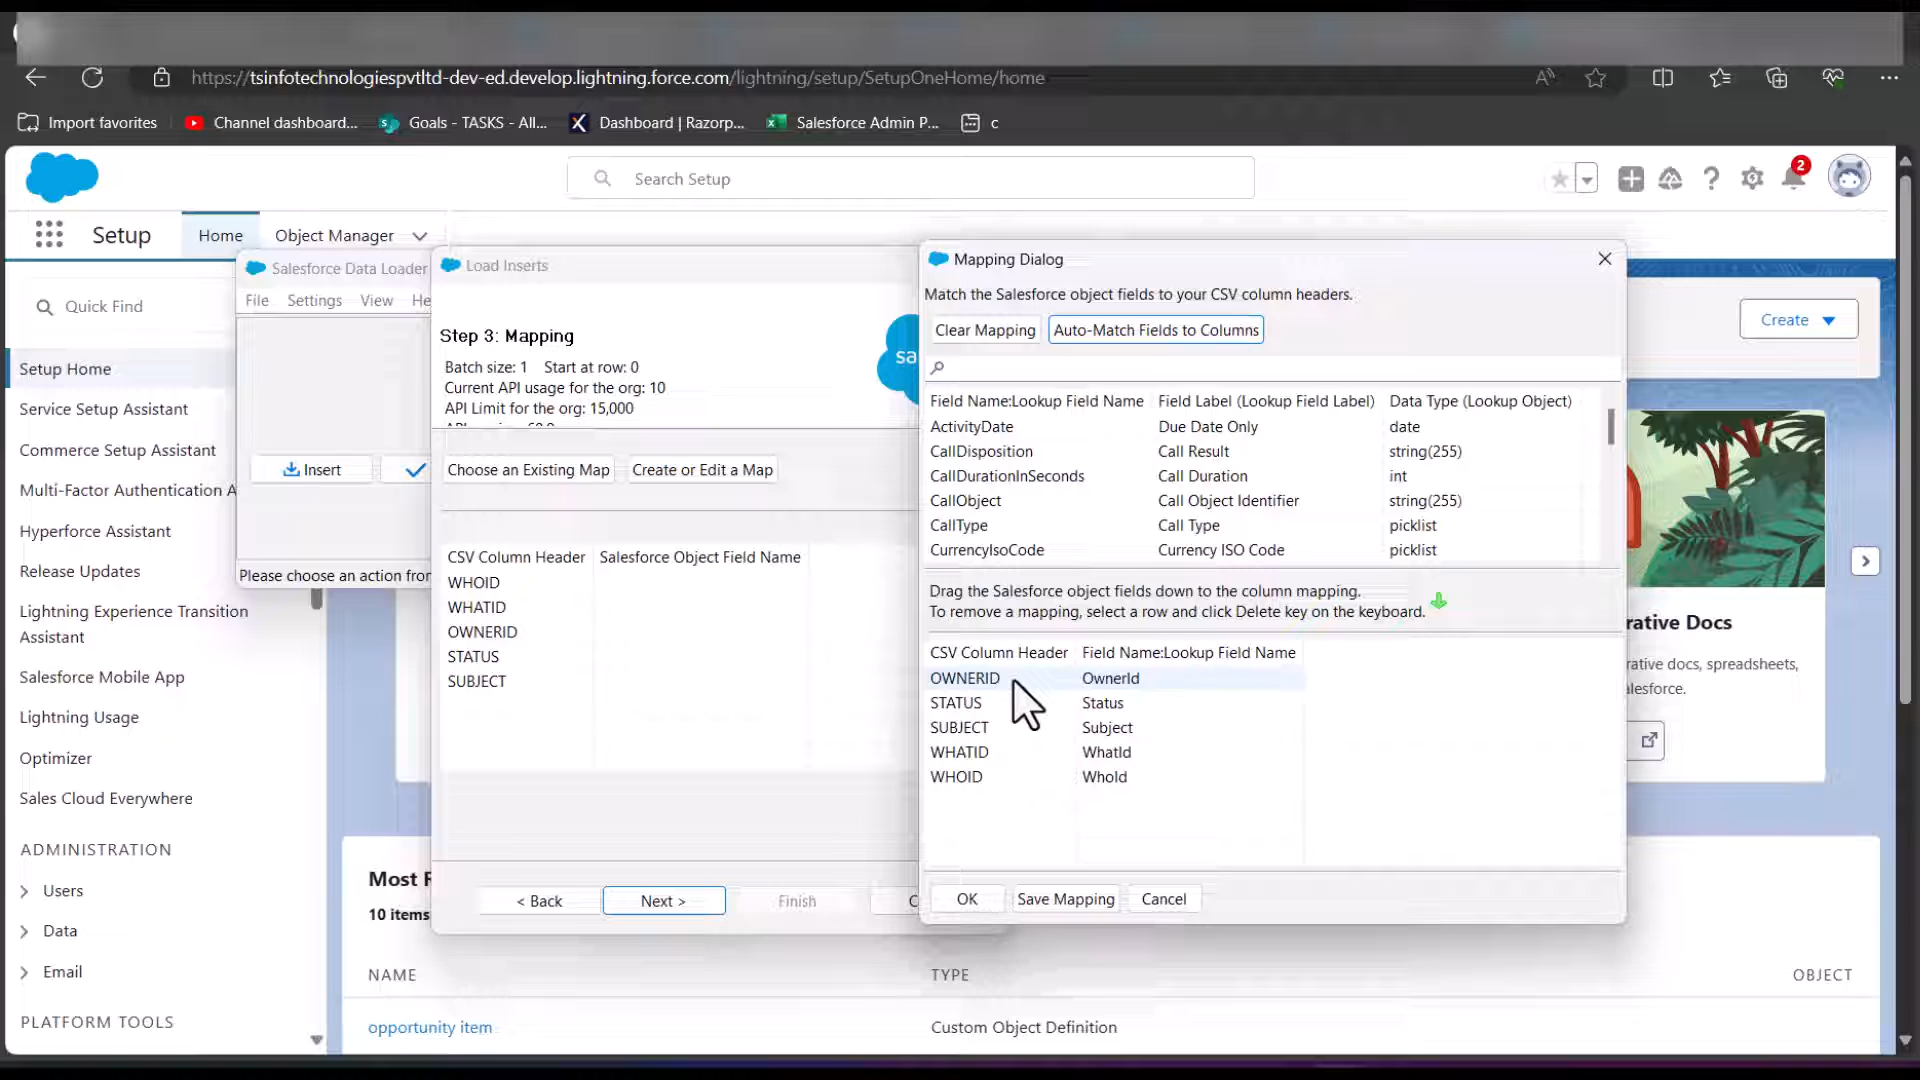 https://tsinfotechnologiespvtltd-dev-ed.develop.lightning.force.com/lightning/setup/SetupOneHome/home
Import favorites
Channel dashboard...
Goals - TASKS - All...
Dashboard | Razorp...
Salesforce Admin P...
c
Search Setup
2
Setup
Home
Object Manager
Quick Find
Setup Home
Service Setup Assistant
Commerce Setup Assistant
Multi-Factor Authentication A
Hyperforce Assistant
Release Updates
Lightning Experience Transition
Assistant
Salesforce Mobile App
Lightning Usage
Optimizer
Sales Cloud Everywhere
ADMINISTRATION
Users
Data
Email
PLATFORM TOOLS
Salesforce Data Loader
File Settings View He
Insert
Please choose an action from
Load Inserts
Step 3: Mapping
Batch size: 1 Start at row: 0
Current API usage for the org: 10
API Limit for the org: 15,000
sa
Choose an Existing Map
Create or Edit a Map
CSV Column Header Salesforce Object Field Name
WHOID
WHATID
OWNERID
STATUS
SUBJECT
< Back
Next >
Finish
C
Mapping Dialog
Match the Salesforce object fields to your CSV column headers.
Clear Mapping
Auto-Match Fields to Columns
Field Name:Lookup Field Name Field Label (Lookup Field Label) Data Type (Lookup Object)
ActivityDate Due Date Only date
CallDisposition Call Result string(255)
CallDurationInSeconds Call Duration int
CallObject Call Object Identifier string(255)
CallType Call Type picklist
CurrencyIsoCode Currency ISO Code picklist
Drag the Salesforce object fields down to the column mapping.
To remove a mapping, select a row and click Delete key on the keyboard.
CSV Column Header Field Name:Lookup Field Name
OWNERID OwnerId
STATUS Status
SUBJECT Subject
WHATID WhatId
WHOID WhoId
OK
Save Mapping
Cancel
Create
rative Docs
rative docs, spreadsheets,
alesforce.
Most R
10 items
NAME TYPE OBJECT
opportunity item Custom Object Definition